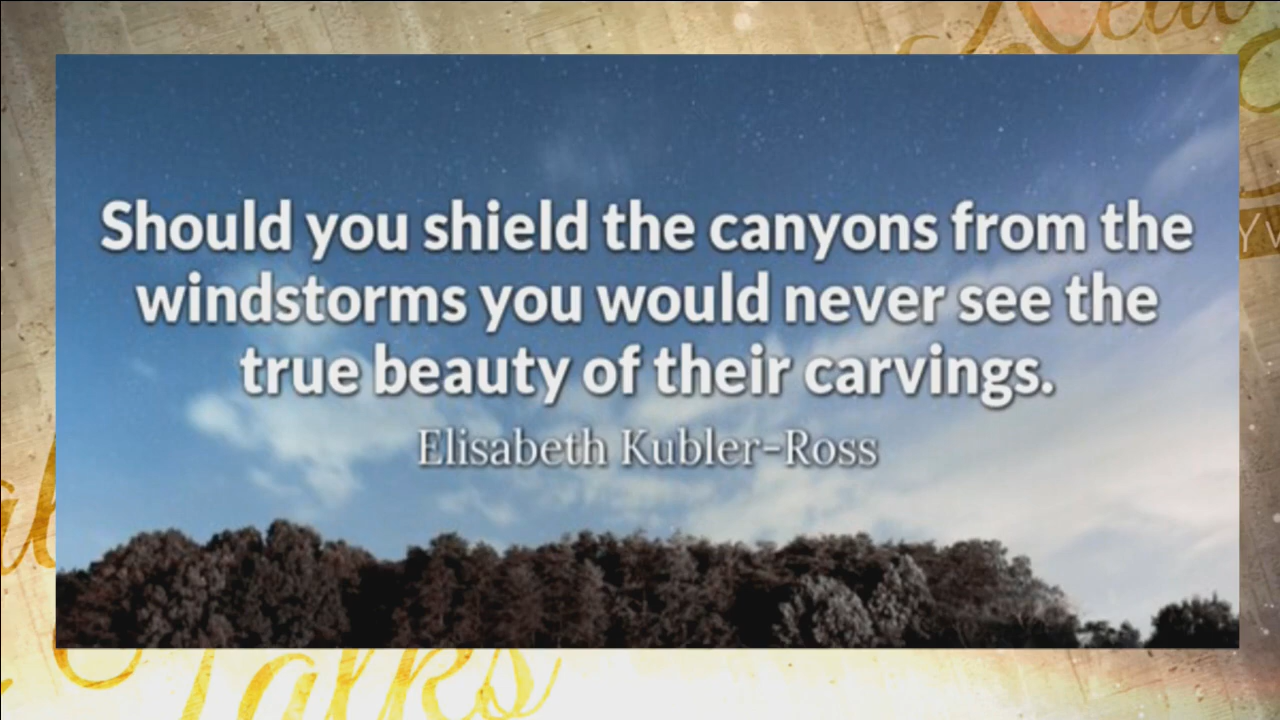 Should you shield the canyons from the
windstorms you would never see the
true beauty of their carvings.
Elisabeth Kubler-Ross
Talks